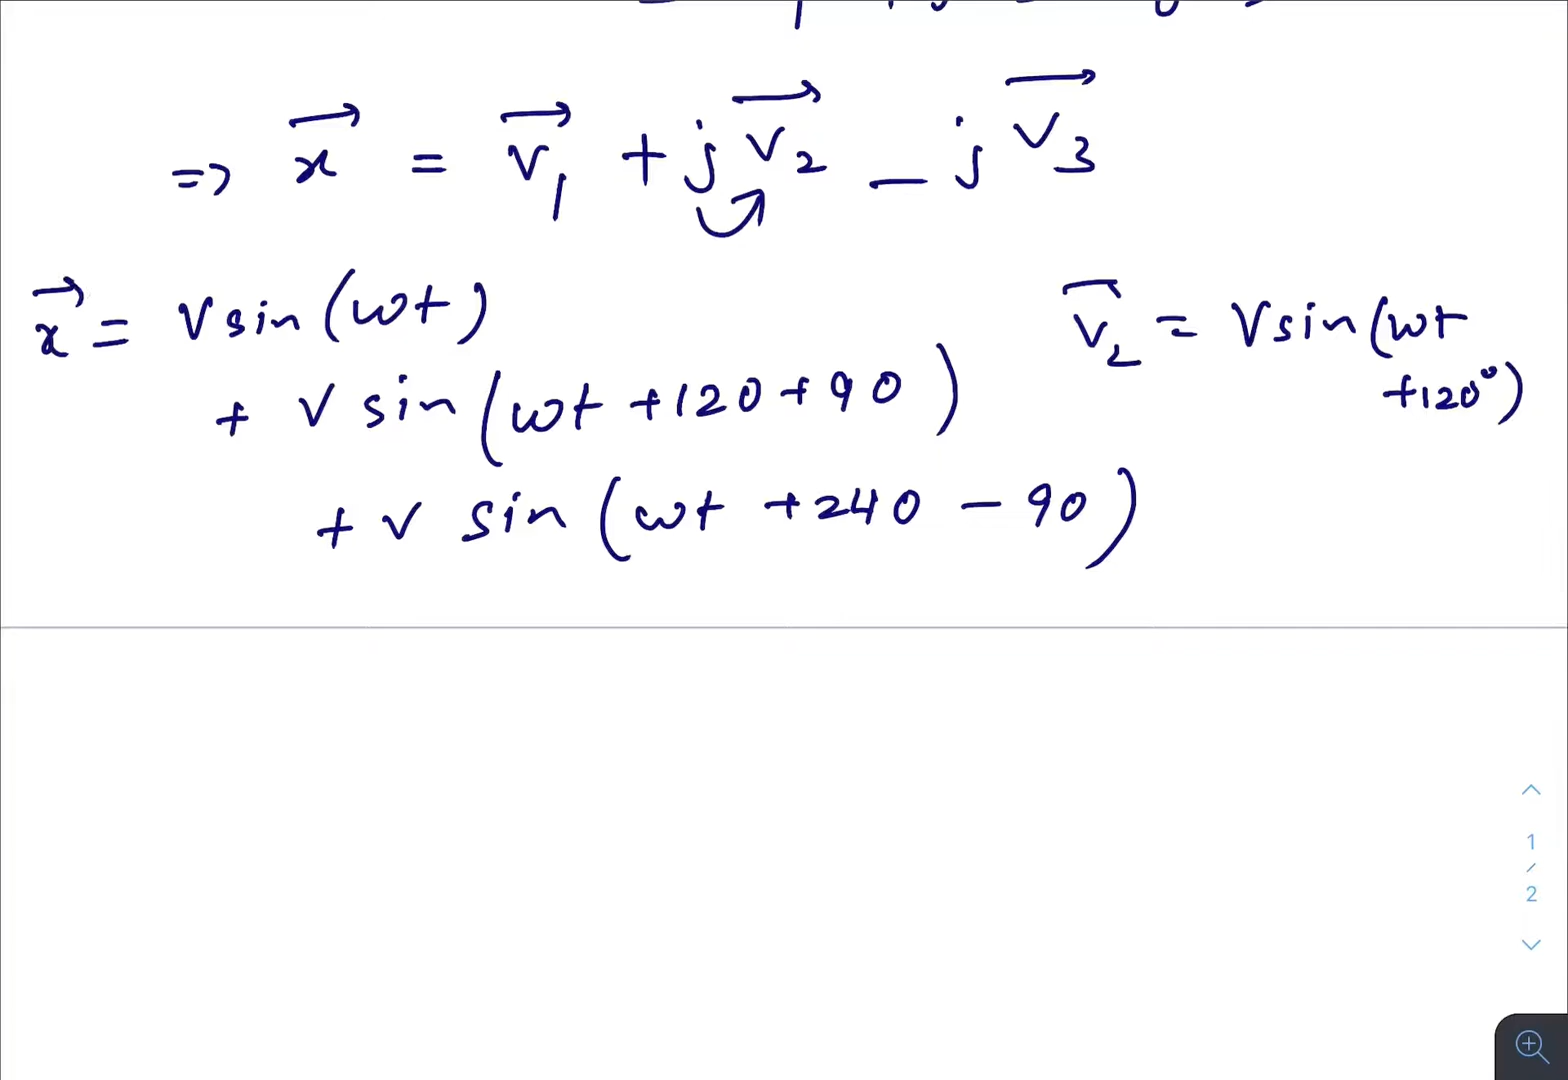 => x⃗ = v⃗₁ + j v⃗₂ – j v⃗₃
x⃗ = V sin (ωt)
+ V sin (ωt + 120 + 90)
+ V sin (ωt + 240 – 90)
v⃗₂ = V sin (ωt
+120°)
1
/
2